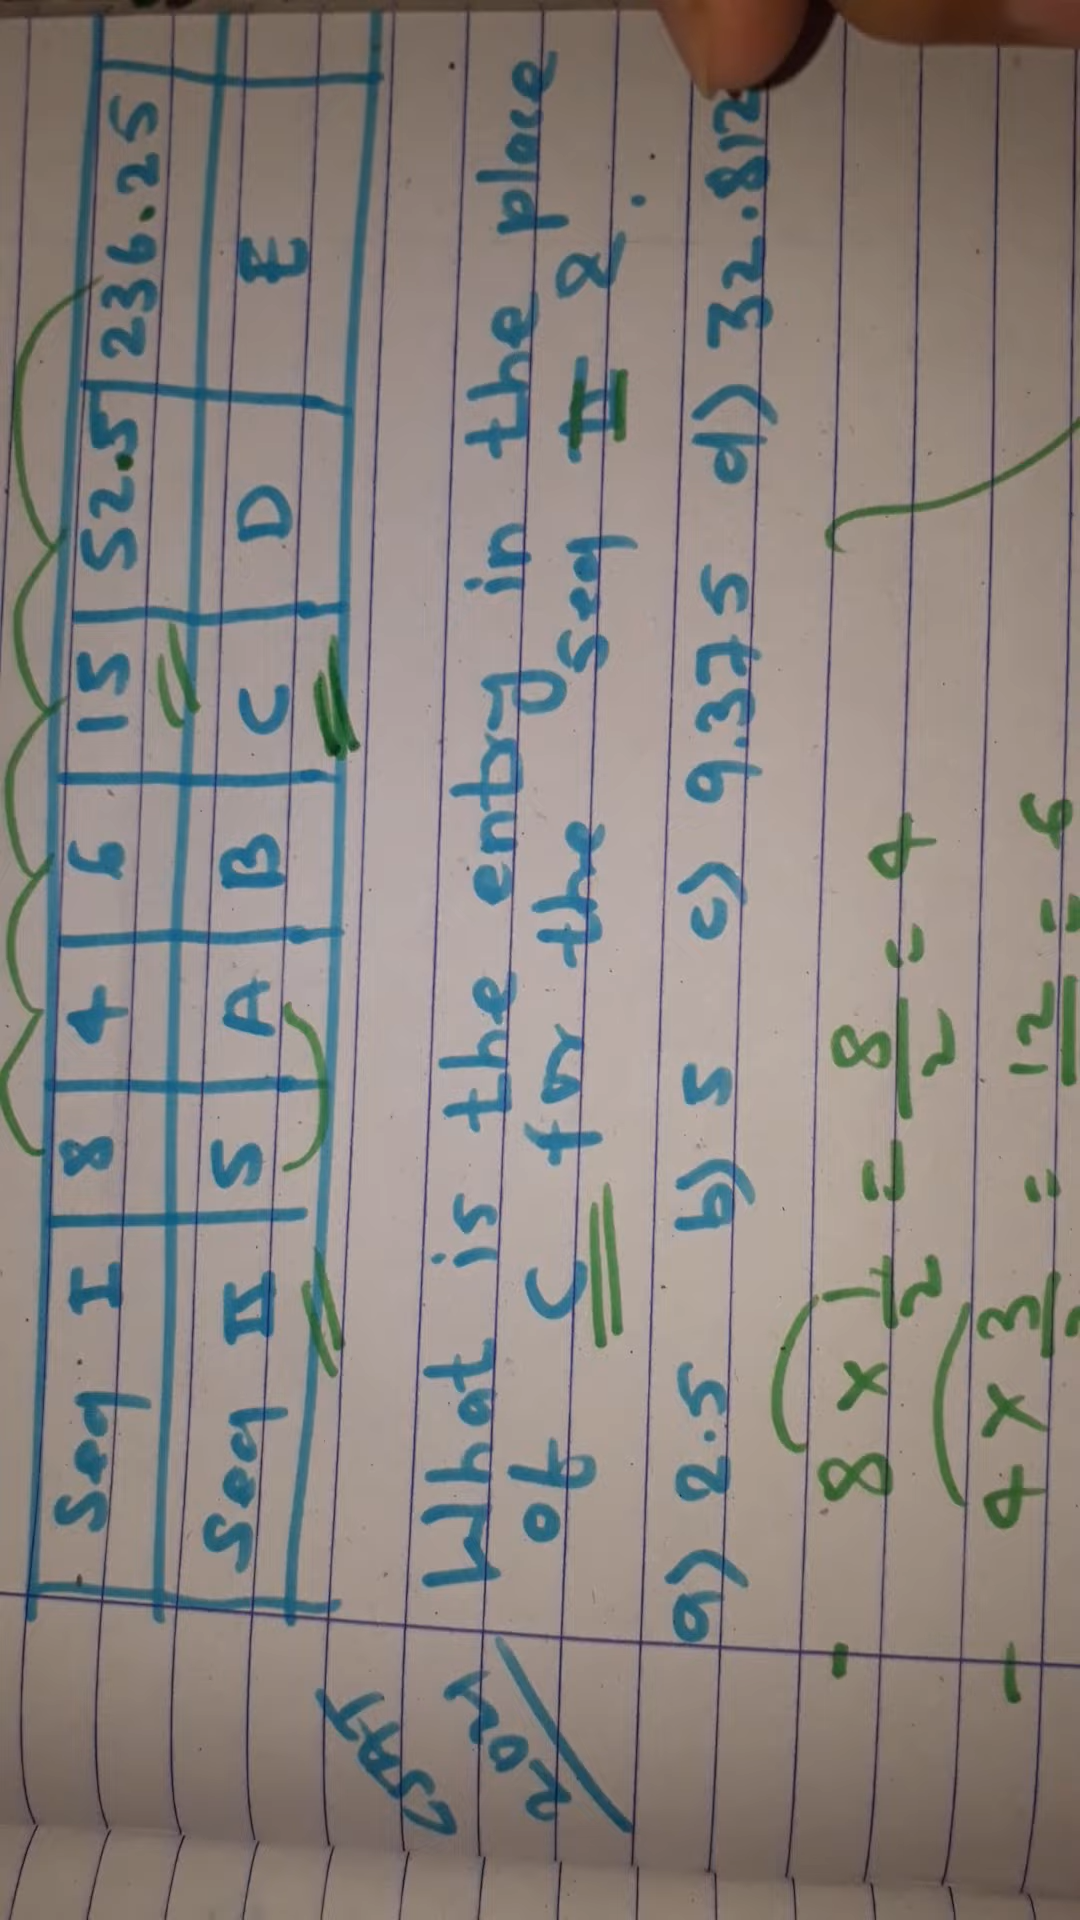 Seq I 8 4 6 15 52.5 236.25
Seq II 5 A B C D E
What is the entry in the place
of C for the Seq II ?
a) 2.5 b) 5 c) 9.375 d) 32.812
CSAT
- 8 × 1/2 = 8/2 = 4
- 4 × 3/2 = 12 = 6